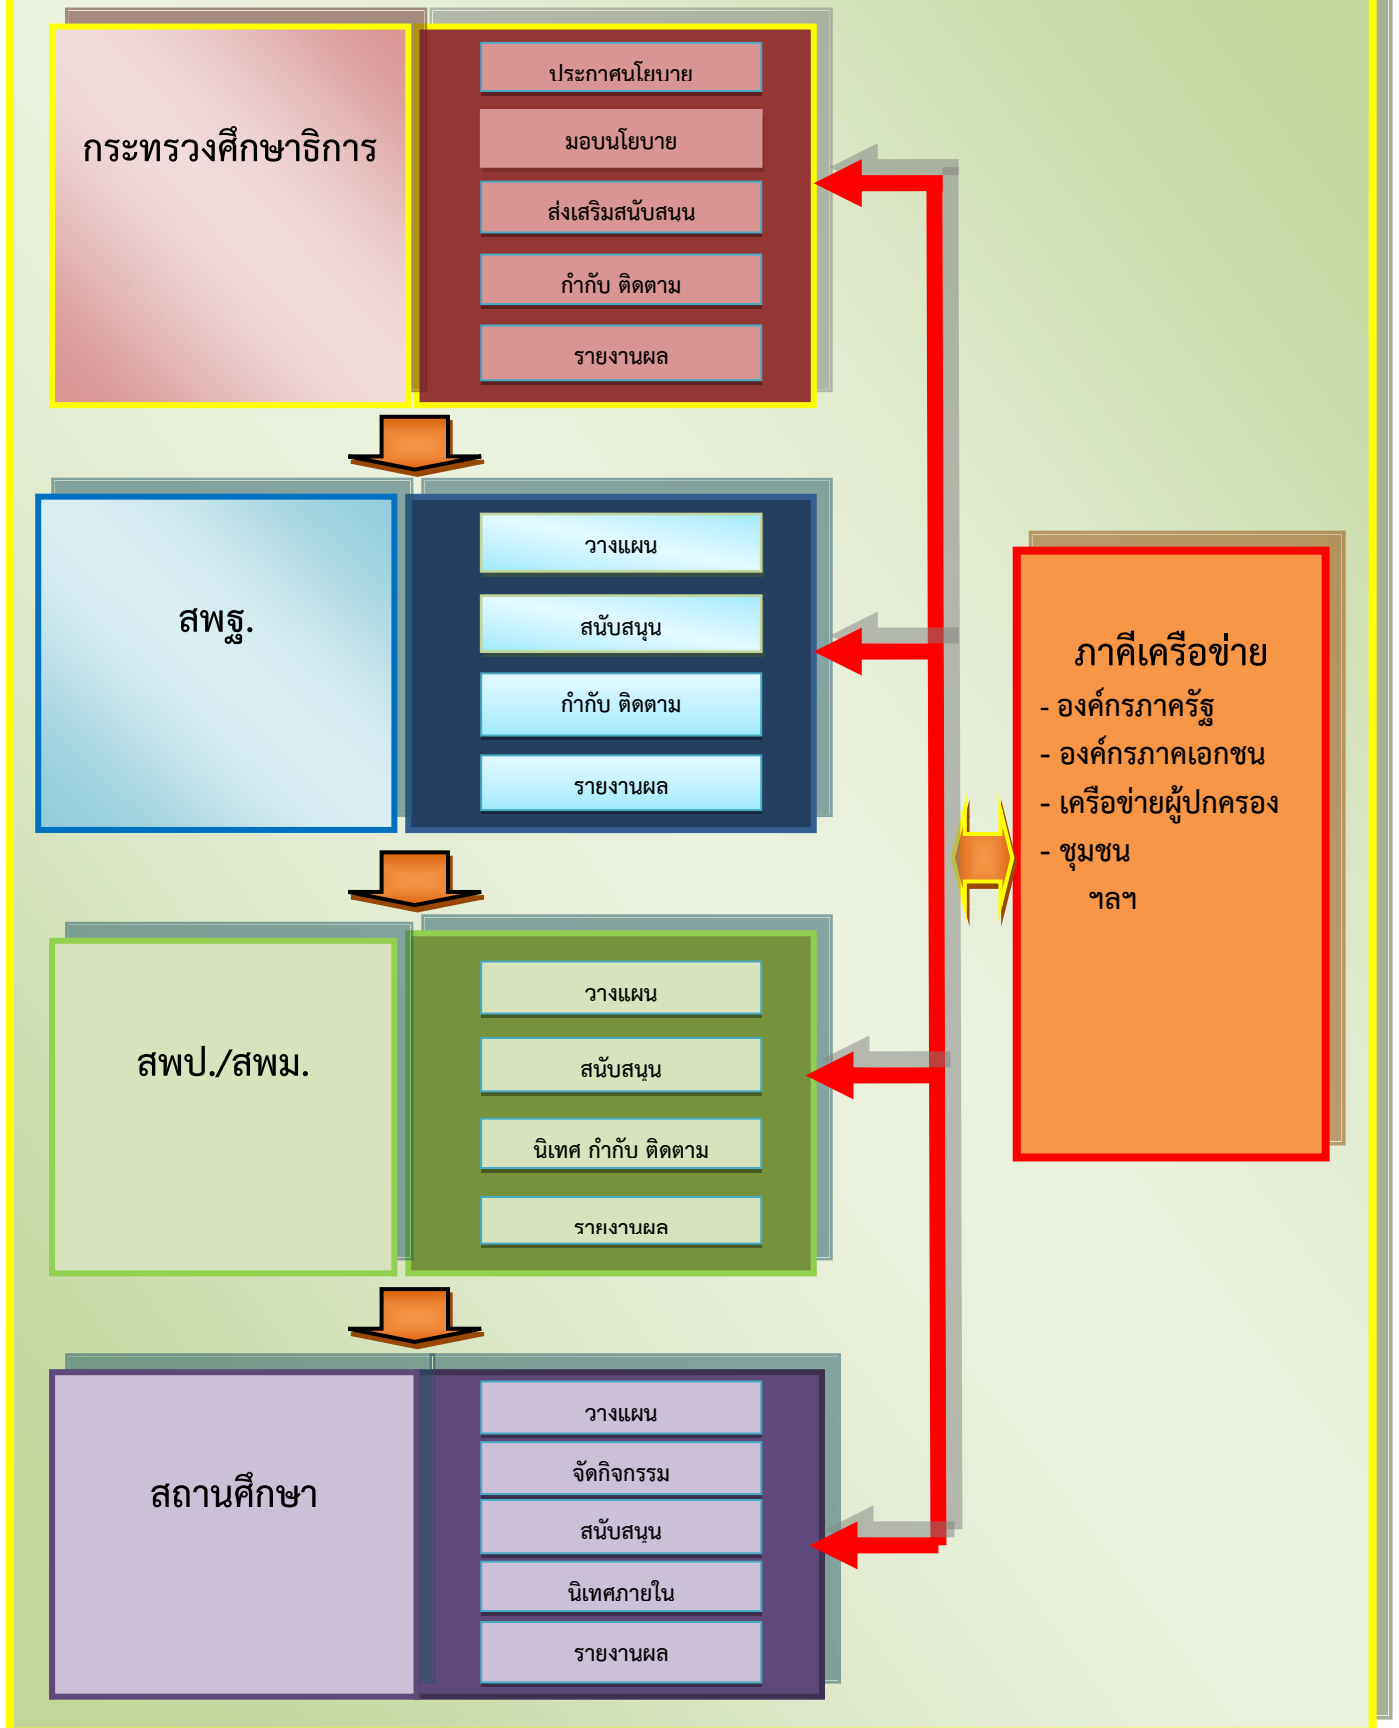 กระทรวงศึกษาธิการ
ประกาศนโยบาย
มอบนโยบาย
ส่งเสริมสนับสนุน
กำกับ ติดตาม
รายงานผล
สพฐ.
วางแผน
สนับสนุน
กำกับ ติดตาม
รายงานผล
สพป./สพม.
วางแผน
สนับสนุน
นิเทศ กำกับ ติดตาม
รายงานผล
สถานศึกษา
วางแผน
จัดกิจกรรม
สนับสนุน
นิเทศภายใน
รายงานผล
ภาคีเครือข่าย
- องค์กรภาครัฐ
- องค์กรภาคเอกชน
- เครือข่ายผู้ปกครอง
- ชุมชน
ฯลฯ